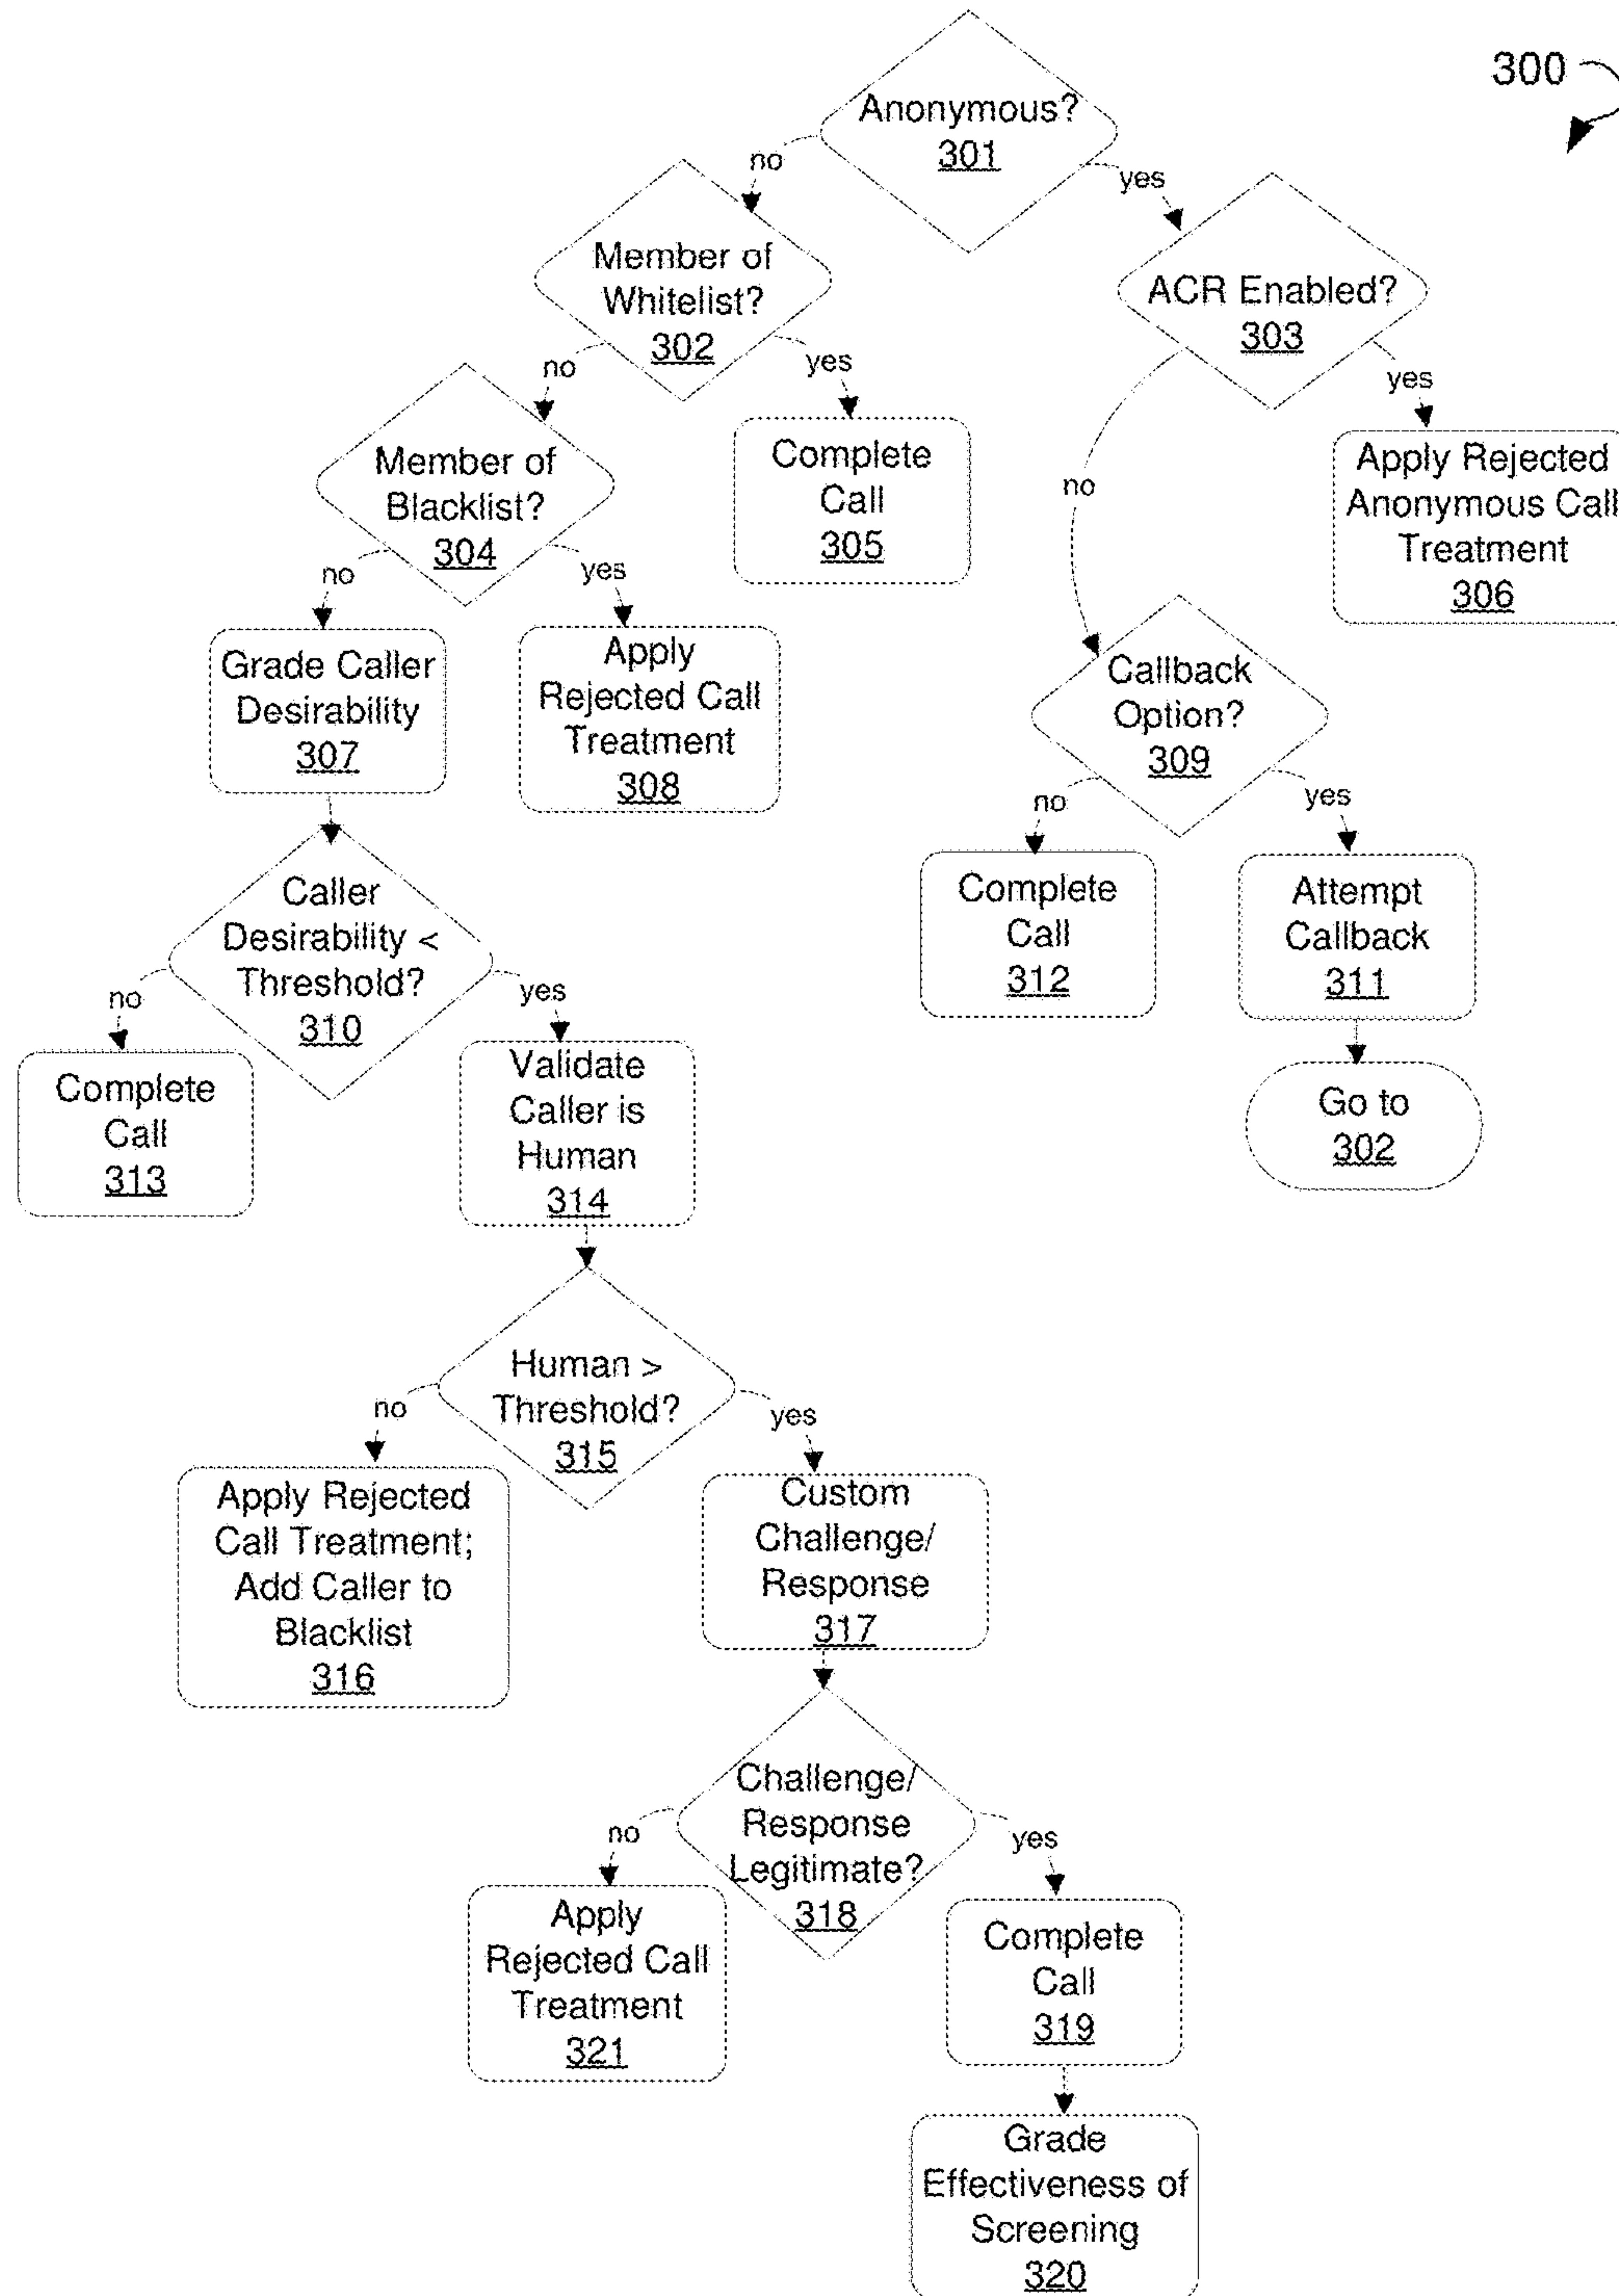 300
Anonymous?
301
no
yes
Member of
Whitelist?
302
ACR Enabled?
303
no
yes
no
yes
Member of
Blacklist?
304
Complete
Call
305
Apply Rejected
Anonymous Call
Treatment
306
no
yes
Grade Caller
Desirability
307
Apply
Rejected Call
Treatment
308
Callback
Option?
309
no
yes
Caller
Desirability <
Threshold?
310
Complete
Call
312
Attempt
Callback
311
no
yes
Complete
Call
313
Validate
Caller is
Human
314
Go to
302
Human >
Threshold?
315
no
yes
Apply Rejected
Call Treatment;
Add Caller to
Blacklist
316
Custom
Challenge/
Response
317
Challenge/
Response
Legitimate?
318
no
yes
Apply
Rejected Call
Treatment
321
Complete
Call
319
Grade
Effectiveness of
Screening
320